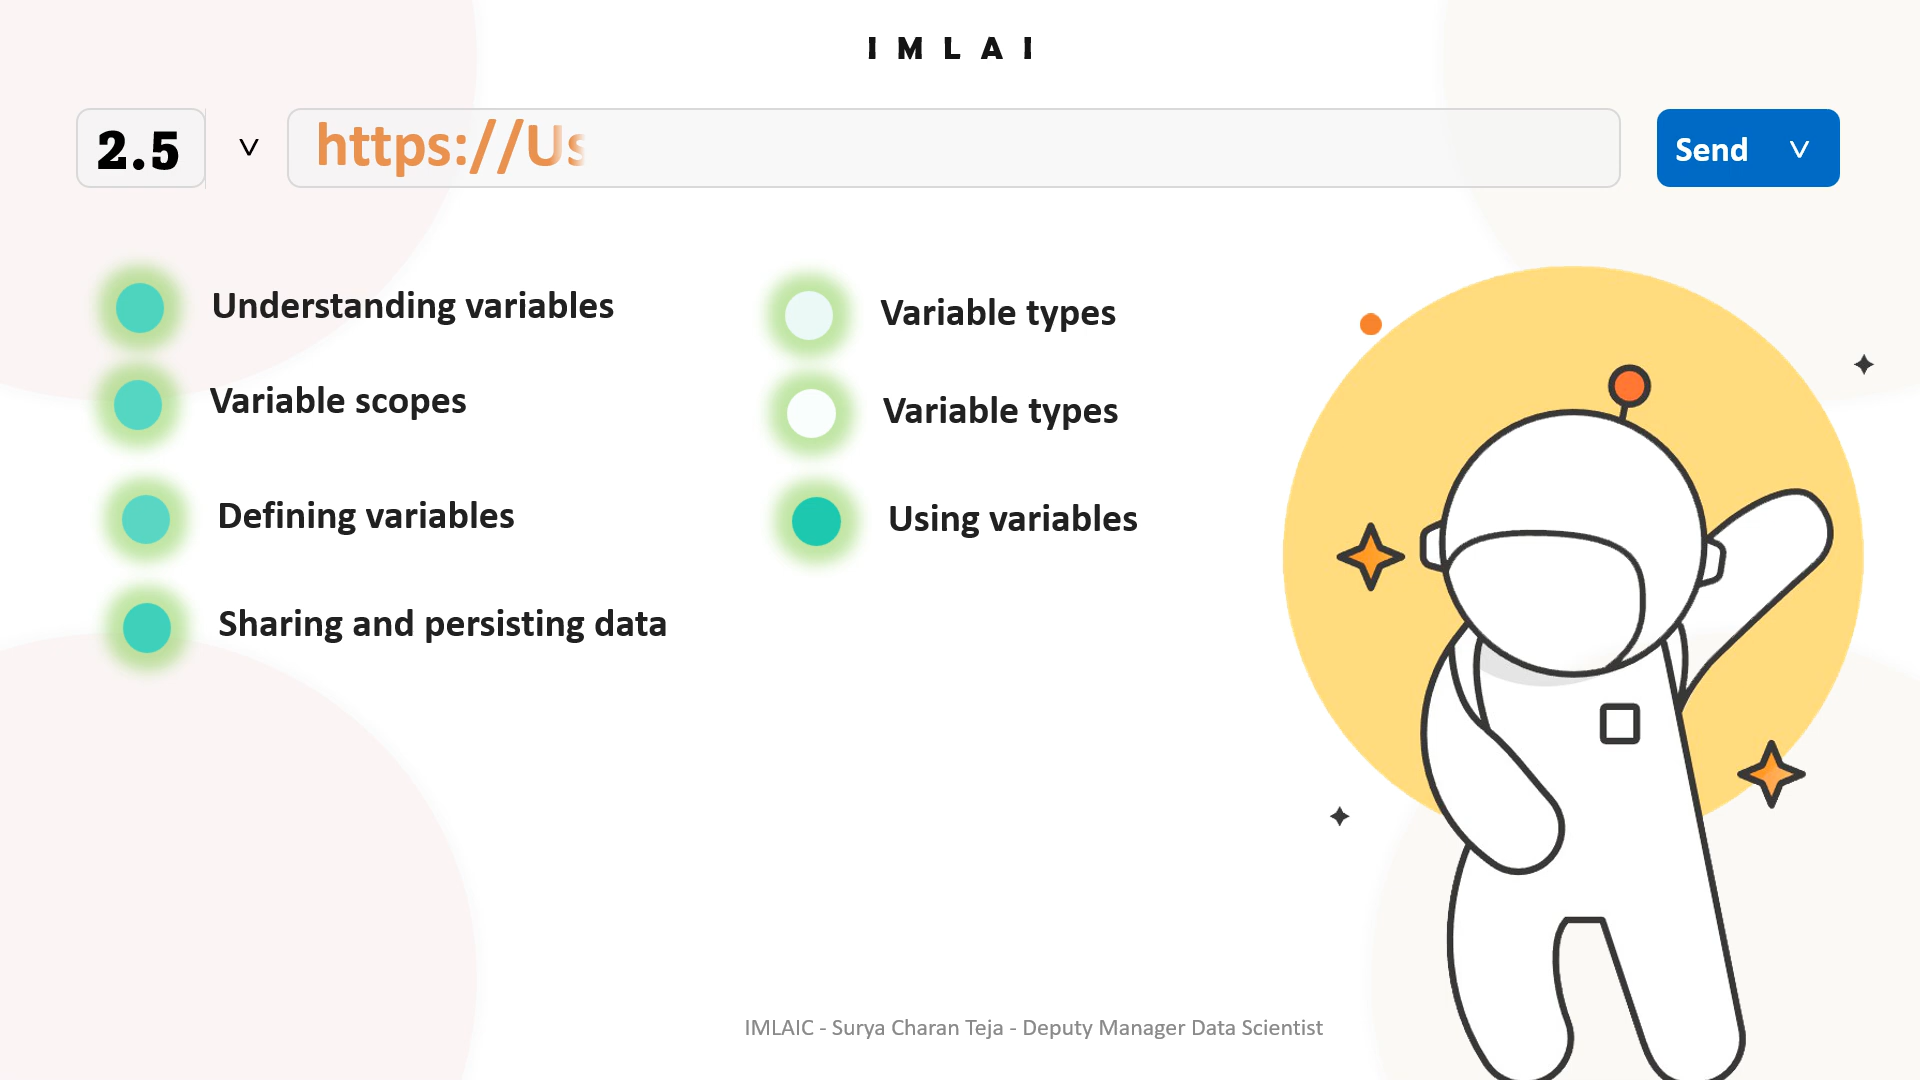 IMLAI
2.5
https://Us
Send
Understanding variables
Variable scopes
Defining variables
Sharing and persisting data
Variable types
Variable types
Using variables
IMLAIC - Surya Charan Teja - Deputy Manager Data Scientist